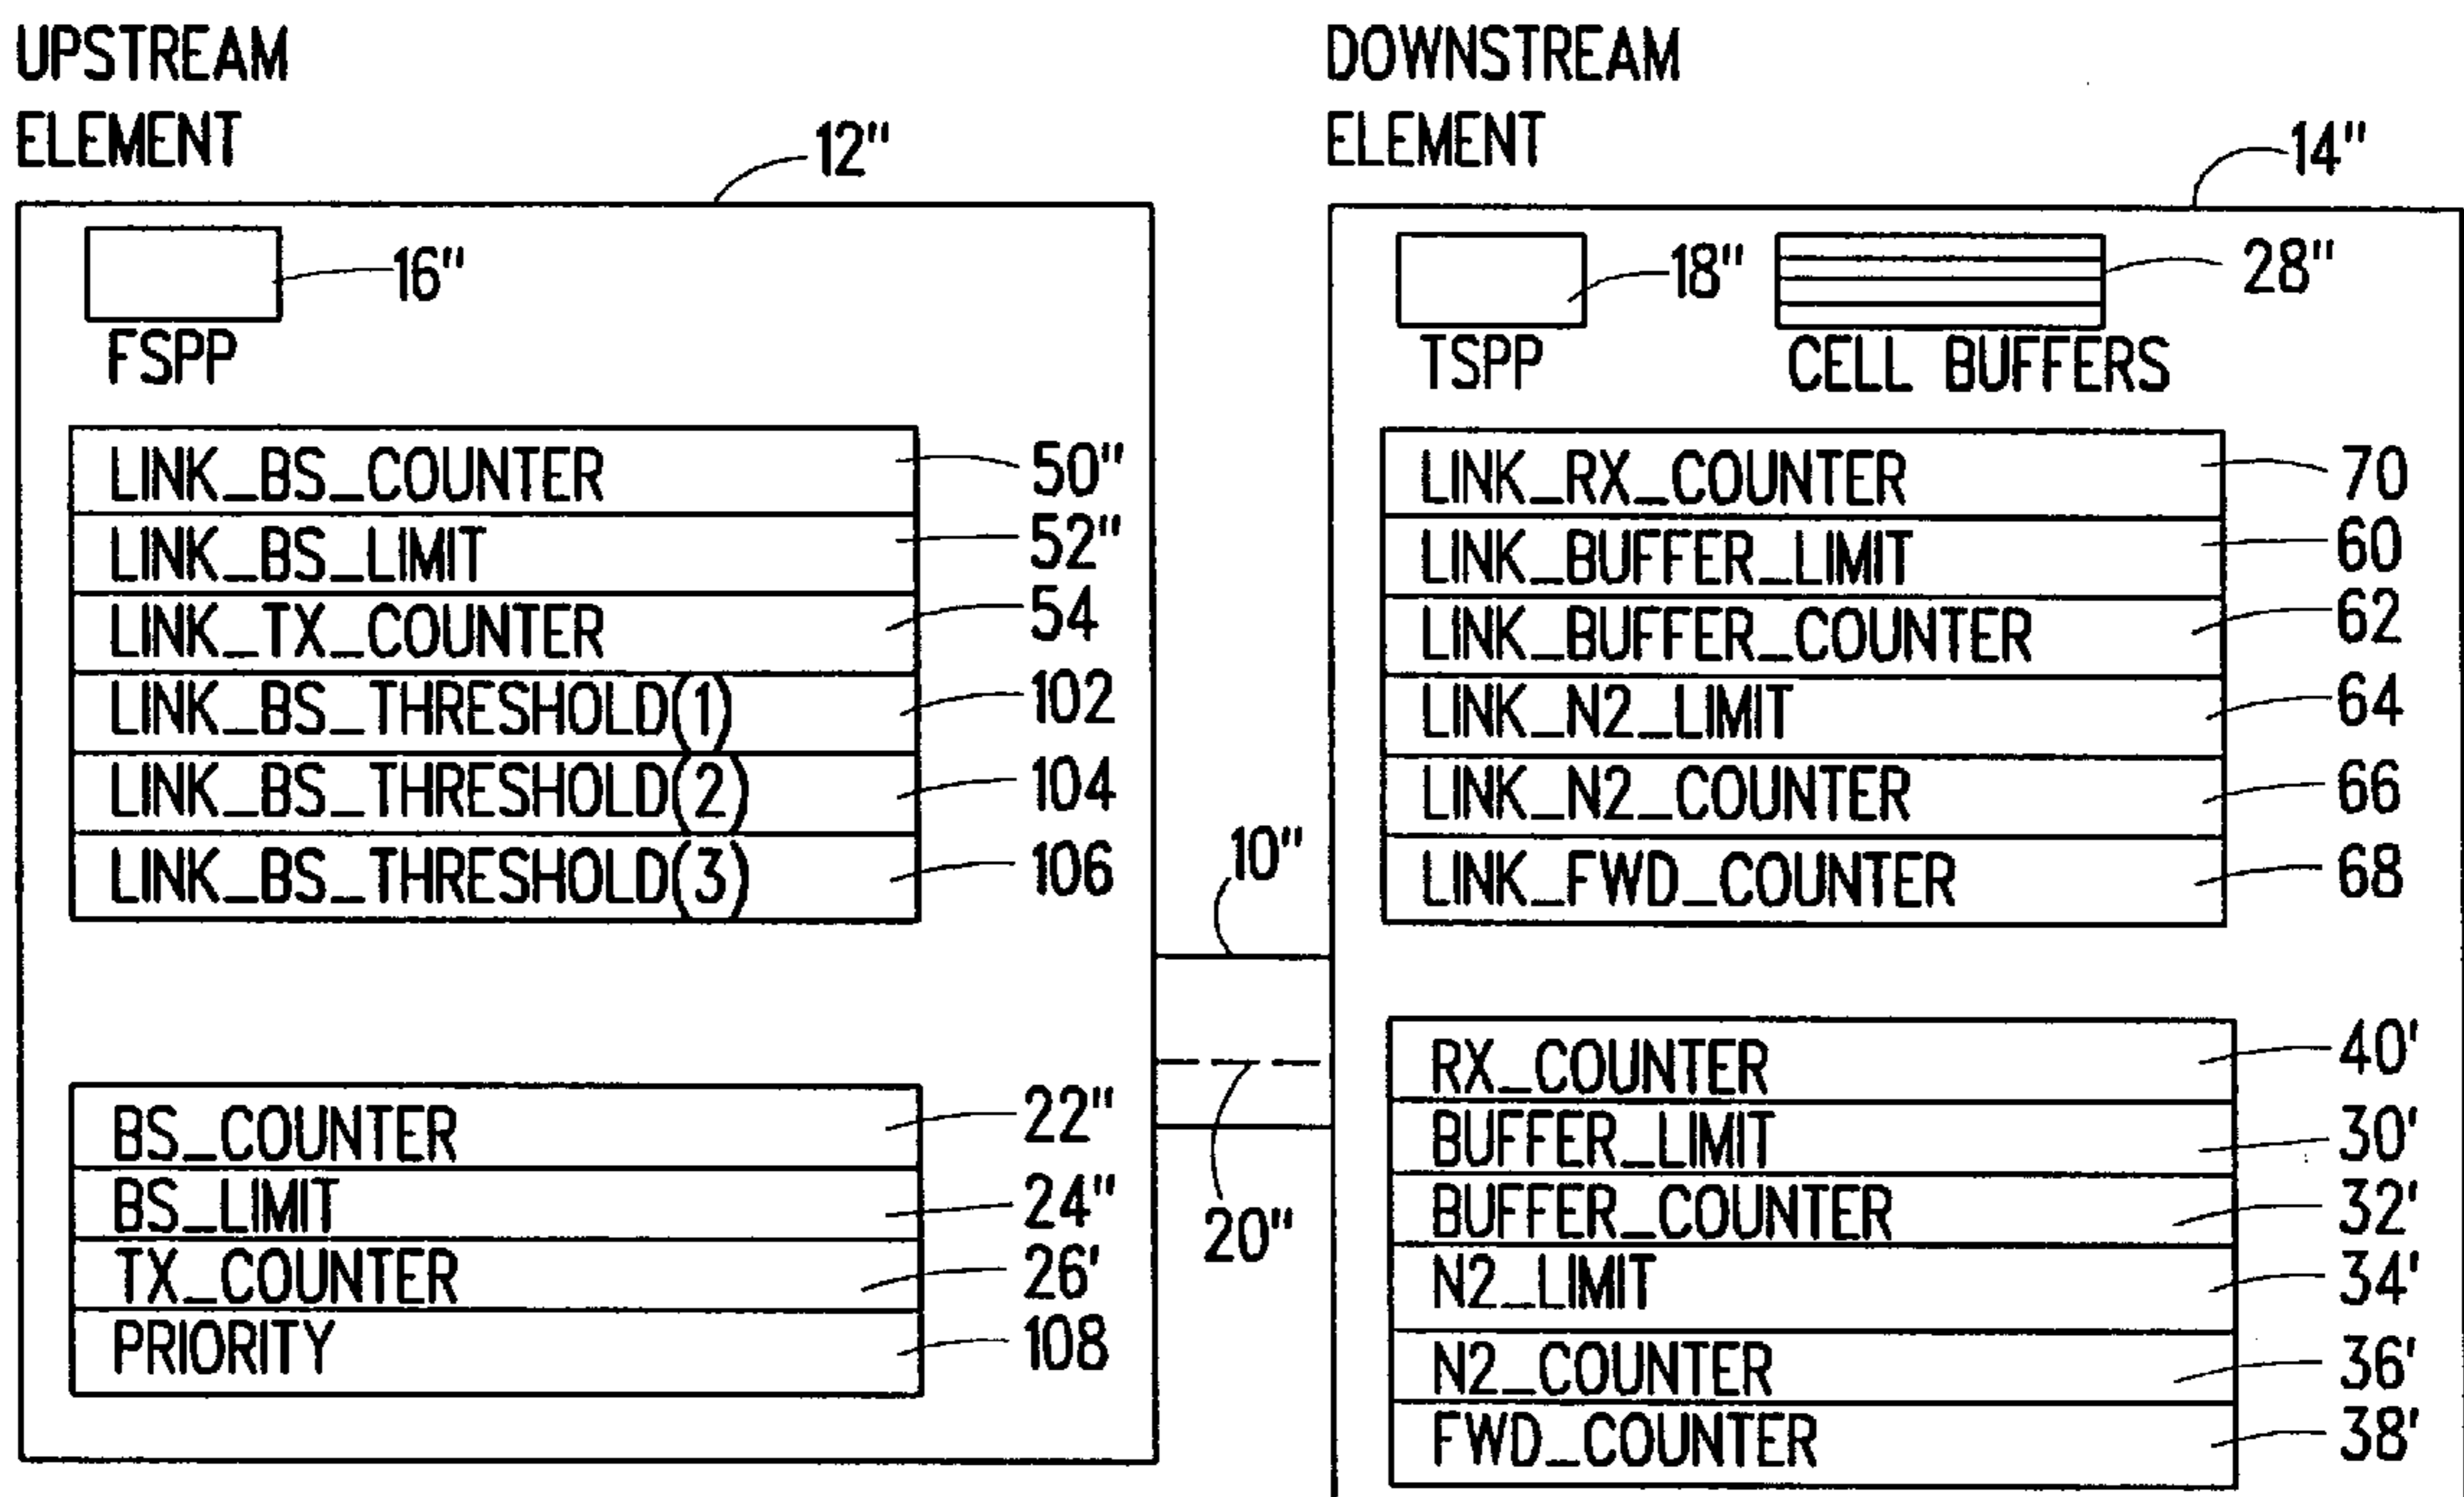 UPSTREAM
ELEMENT
12"
16"
FSPP
LINK_BS_COUNTER 50"
LINK_BS_LIMIT 52"
LINK_TX_COUNTER 54
LINK_BS_THRESHOLD(1) 102
LINK_BS_THRESHOLD(2) 104
LINK_BS_THRESHOLD(3) 106
BS_COUNTER 22"
BS_LIMIT 24"
TX_COUNTER 26'
PRIORITY 108
10"
20"
DOWNSTREAM
ELEMENT
14"
18"
28"
TSPP
CELL BUFFERS
LINK_RX_COUNTER 70
LINK_BUFFER_LIMIT 60
LINK_BUFFER_COUNTER 62
LINK_N2_LIMIT 64
LINK_N2_COUNTER 66
LINK_FWD_COUNTER 68
RX_COUNTER 40'
BUFFER_LIMIT 30'
BUFFER_COUNTER 32'
N2_LIMIT 34'
N2_COUNTER 36'
FWD_COUNTER 38'